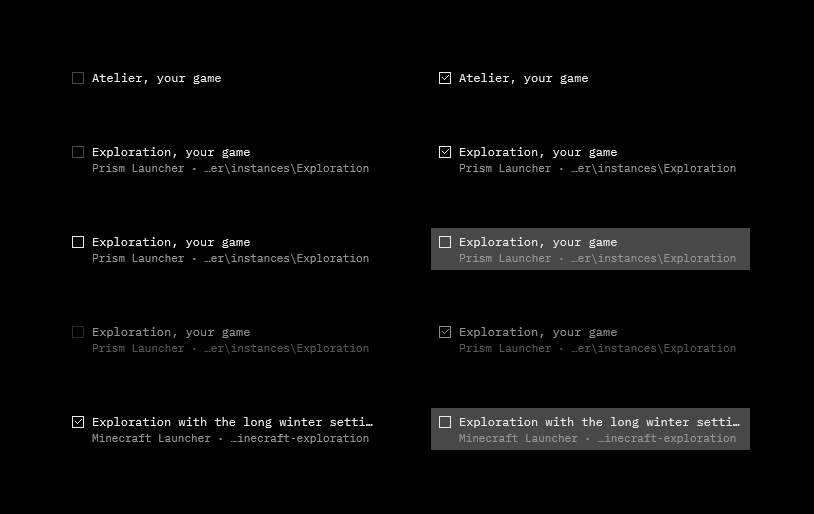 Atelier, your game
Atelier, your game
Exploration, your game
Prism Launcher · …er\instances\Exploration
Exploration, your game
Prism Launcher · …er\instances\Exploration
Exploration, your game
Prism Launcher · …er\instances\Exploration
Exploration, your game
Prism Launcher · …er\instances\Exploration
Exploration, your game
Prism Launcher · …er\instances\Exploration
Exploration, your game
Prism Launcher · …er\instances\Exploration
Exploration with the long winter setti…
Minecraft Launcher · …inecraft-exploration
Exploration with the long winter setti…
Minecraft Launcher · …inecraft-exploration